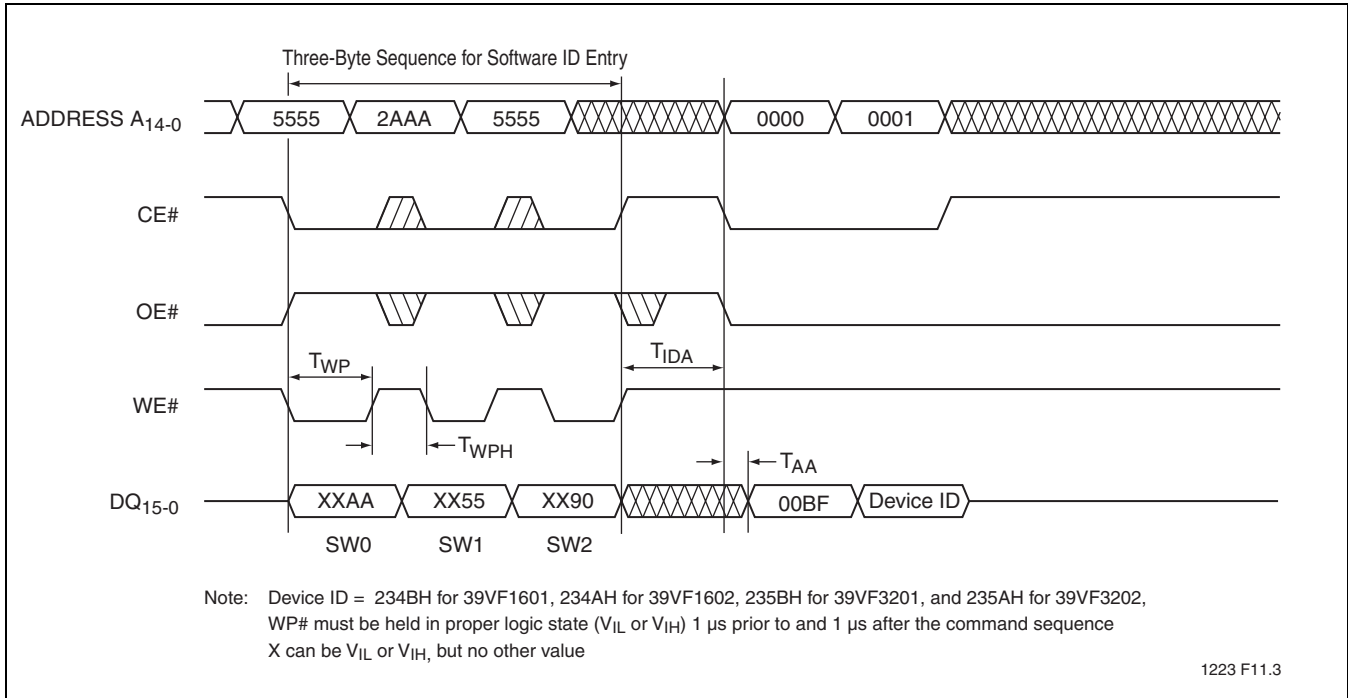 Three-Byte Sequence for Software ID Entry
ADDRESS A14-0
5555
2AAA
5555
0000
0001
CE#
OE#
TWP
TIDA
WE#
TWPH
TAA
DQ15-0
XXAA
XX55
XX90
00BF
Device ID
SW0
SW1
SW2
Note: Device ID = 234BH for 39VF1601, 234AH for 39VF1602, 235BH for 39VF3201, and 235AH for 39VF3202,
WP# must be held in proper logic state (VIL or VIH) 1 µs prior to and 1 µs after the command sequence
X can be VIL or VIH, but no other value
1223 F11.3